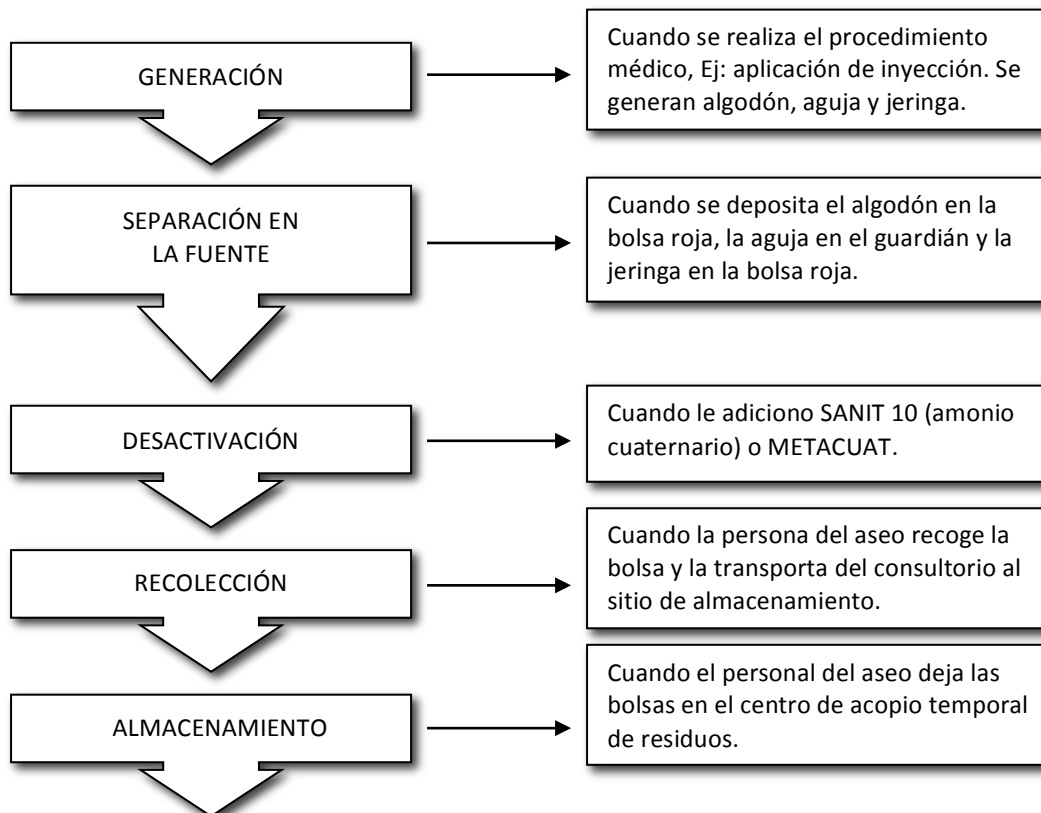 GENERACIÓN
Cuando se realiza el procedimiento
médico, Ej: aplicación de inyección. Se
generan algodón, aguja y jeringa.
SEPARACIÓN EN
LA FUENTE
Cuando se deposita el algodón en la
bolsa roja, la aguja en el guardián y la
jeringa en la bolsa roja.
DESACTIVACIÓN
Cuando le adiciono SANIT 10 (amonio
cuaternario) o METACUAT.
RECOLECCIÓN
Cuando la persona del aseo recoge la
bolsa y la transporta del consultorio al
sitio de almacenamiento.
ALMACENAMIENTO
Cuando el personal del aseo deja las
bolsas en el centro de acopio temporal
de residuos.